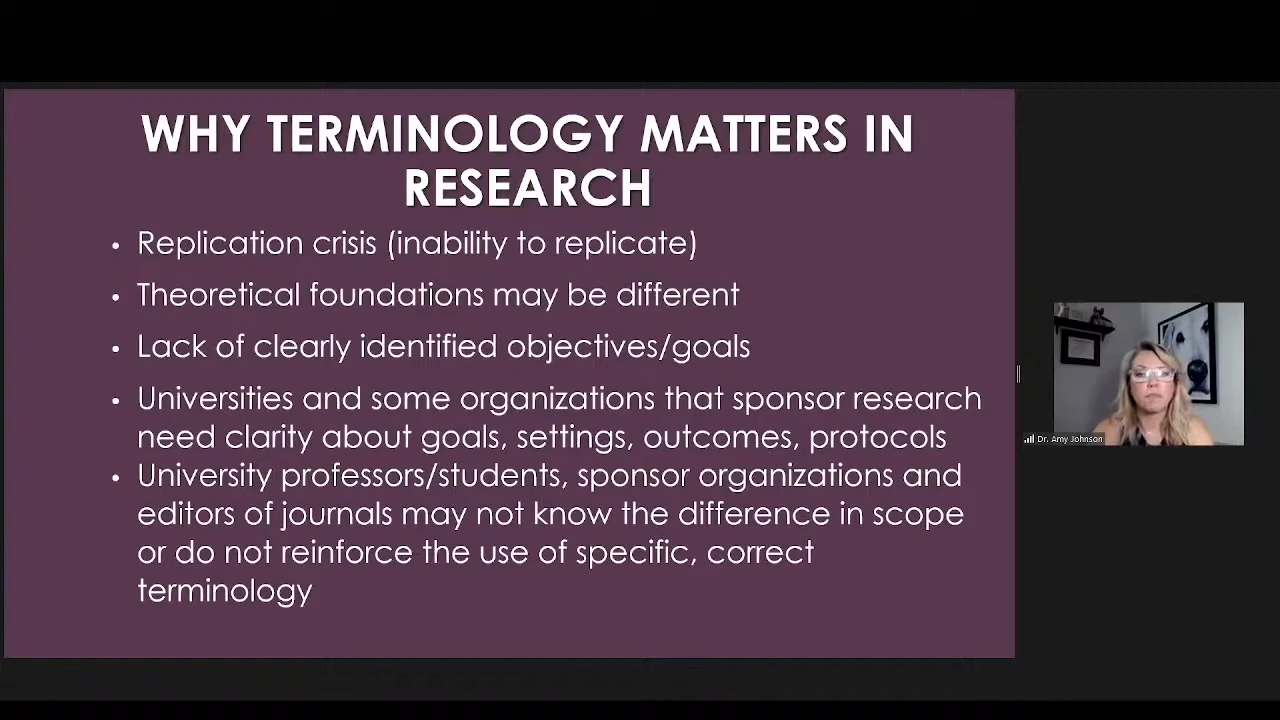 WHY TERMINOLOGY MATTERS IN
RESEARCH
• Replication crisis (inability to replicate)
• Theoretical foundations may be different
• Lack of clearly identified objectives/goals
• Universities and some organizations that sponsor research
need clarity about goals, settings, outcomes, protocols
• University professors/students, sponsor organizations and
editors of journals may not know the difference in scope
or do not reinforce the use of specific, correct
terminology
Dr. Amy Johnson